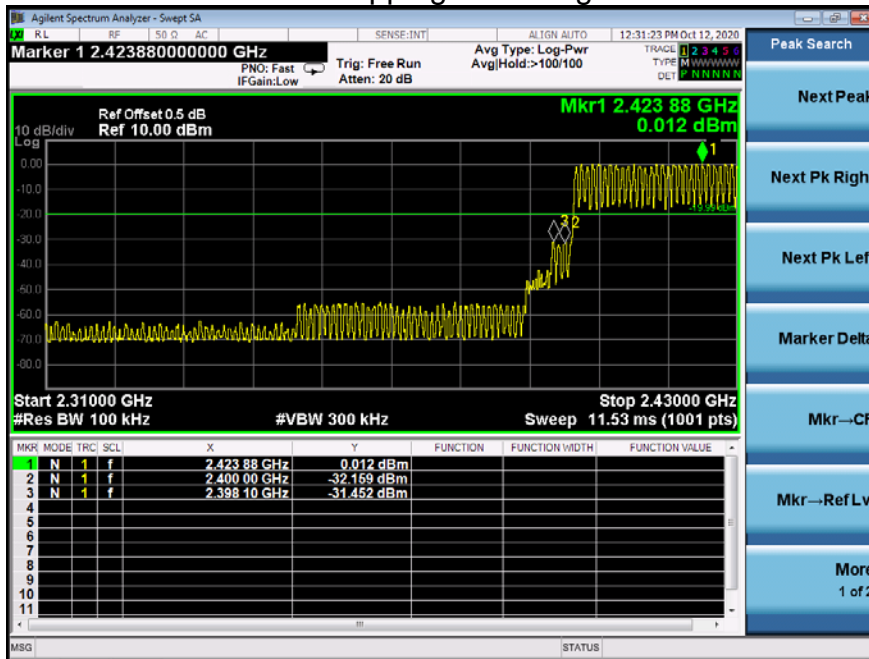 Agilent Spectrum Analyzer - Swept SA
RL RF 50 Ω AC SENSE:INT ALIGN AUTO 12:31:23 PM Oct 12, 2020
Marker 1 2.423880000000 GHz
PNO: Fast
IFGain:Low
Trig: Free Run
Atten: 20 dB
Avg Type: Log-Pwr
Avg|Hold:>100/100
TRACE 1 2 3 4 5 6
TYPE M WWWWW
DET P N N N N N
Peak Search
Next Peak
Next Pk Righ
Next Pk Lef
Marker Delta
Mkr→CF
Mkr→Ref Lv
More
1 of 2
Mkr1 2.423 88 GHz
0.012 dBm
Ref Offset 0.5 dB
10 dB/div Ref 10.00 dBm
Log
1
0.00
-10.0
-20.0
-19.99 dBm
3 2
-30.0
-40.0
-50.0
-60.0
-70.0
-80.0
Start 2.31000 GHz Stop 2.43000 GHz
#Res BW 100 kHz #VBW 300 kHz Sweep 11.53 ms (1001 pts)
MKR MODE TRC SCL X Y FUNCTION FUNCTION WIDTH FUNCTION VALUE
1 N 1 f 2.423 88 GHz 0.012 dBm
2 N 1 f 2.400 00 GHz -32.159 dBm
3 N 1 f 2.398 10 GHz -31.452 dBm
4
5
6
7
8
9
10
11
MSG STATUS